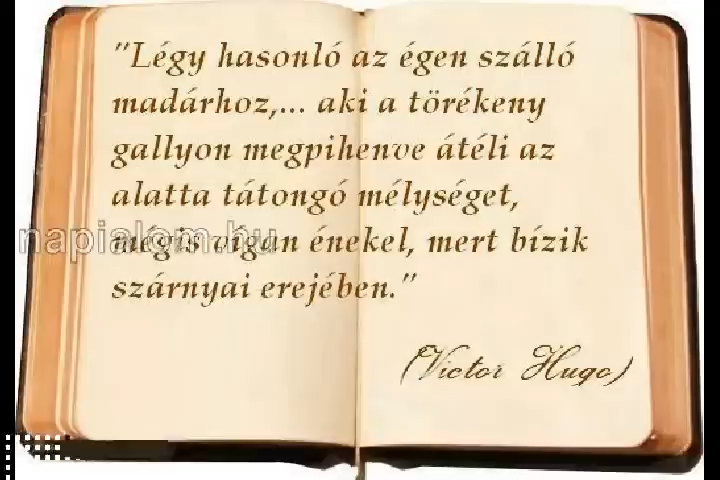 "Légy hasonló az égen szálló
madárhoz,... aki a törékeny
gallyon megpihenve átéli az
alatta tátongó mélységet,
napialom.hu
mégis vígan énekel, mert bízik
szárnyai erejében."
(Victor Hugo)